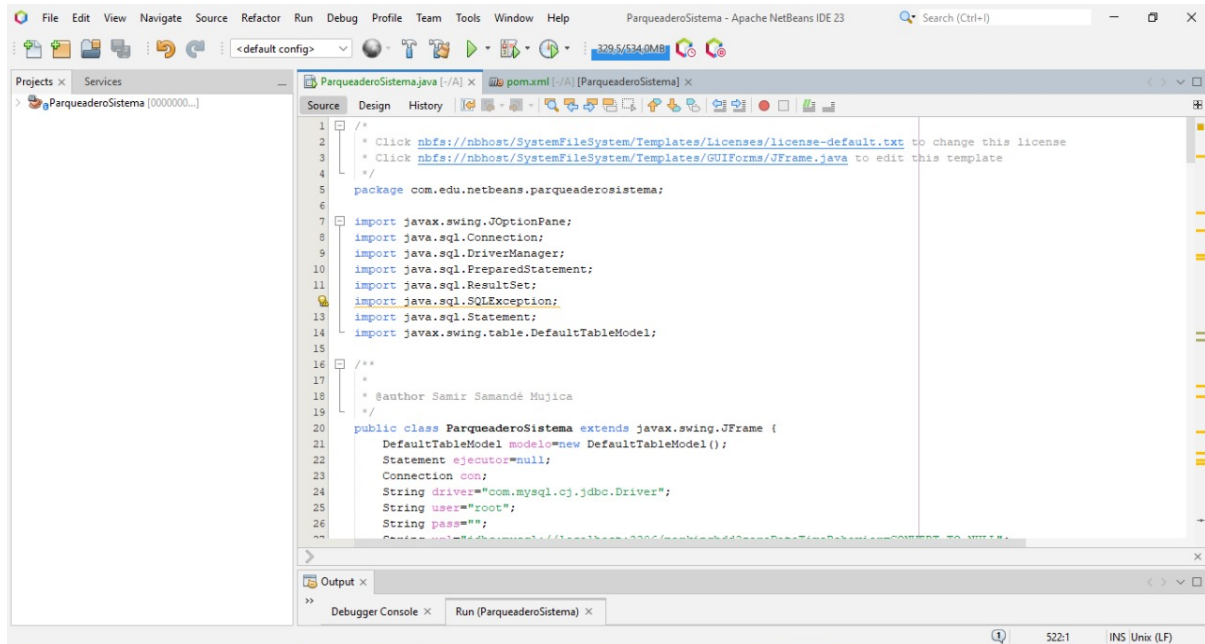 File Edit View Navigate Source Refactor Run Debug Profile Team Tools Window Help ParqueaderoSistema - Apache NetBeans IDE 23 Search (Ctrl+I)
<default config> 329.5/534.0MB
Projects Services
ParqueaderoSistema [0000000...]
ParqueaderoSistema.java [-/A] pom.xml [-/A] [ParqueaderoSistema]
Source Design History
1 /*
2 * Click nbfs://nbhost/SystemFileSystem/Templates/Licenses/license-default.txt to change this license
3 * Click nbfs://nbhost/SystemFileSystem/Templates/GUIForms/JFrame.java to edit this template
4 */
5 package com.edu.netbeans.parqueaderosistema;
6
7 import javax.swing.JOptionPane;
8 import java.sql.Connection;
9 import java.sql.DriverManager;
10 import java.sql.PreparedStatement;
11 import java.sql.ResultSet;
import java.sql.SQLException;
13 import java.sql.Statement;
14 import javax.swing.table.DefaultTableModel;
15
16 /**
17 *
18 * @author Samir Samandé Mujica
19 */
20 public class ParqueaderoSistema extends javax.swing.JFrame {
21 DefaultTableModel modelo=new DefaultTableModel();
22 Statement ejecutor=null;
23 Connection con;
24 String driver="com.mysql.cj.jdbc.Driver";
25 String user="root";
26 String pass="";
Output
Debugger Console Run (ParqueaderoSistema)
1 522:1 INS Unix (LF)